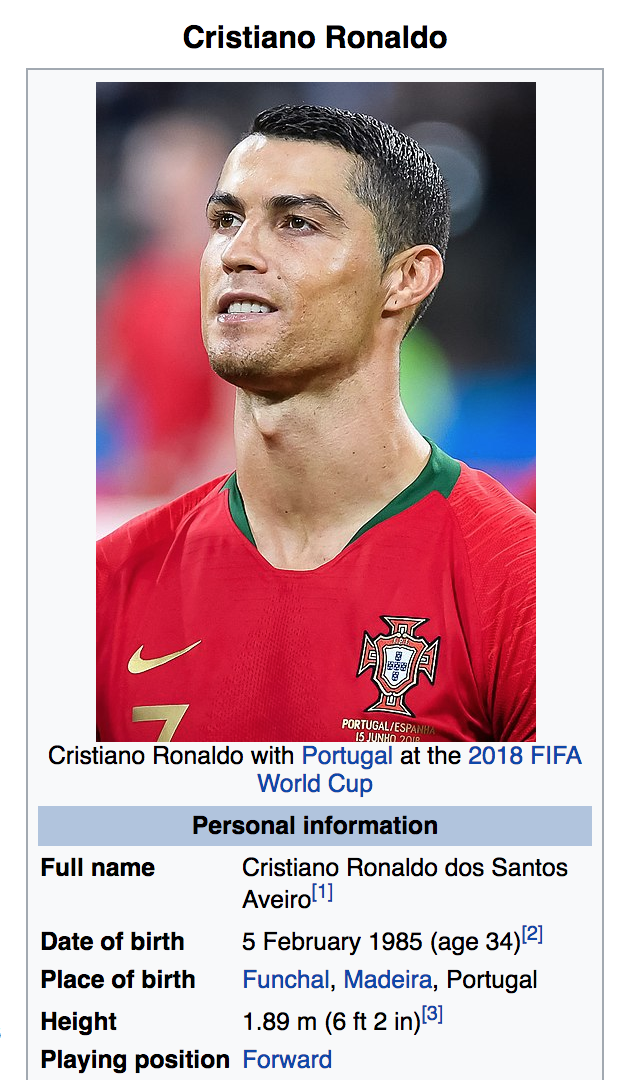 Cristiano Ronaldo
7
PORTUGAL/ESPANHA
15 JUNHO 2018
Cristiano Ronaldo with Portugal at the 2018 FIFA
World Cup
Personal information
Full name Cristiano Ronaldo dos Santos
Aveiro[1]
Date of birth 5 February 1985 (age 34)[2]
Place of birth Funchal, Madeira, Portugal
Height 1.89 m (6 ft 2 in)[3]
Playing position Forward